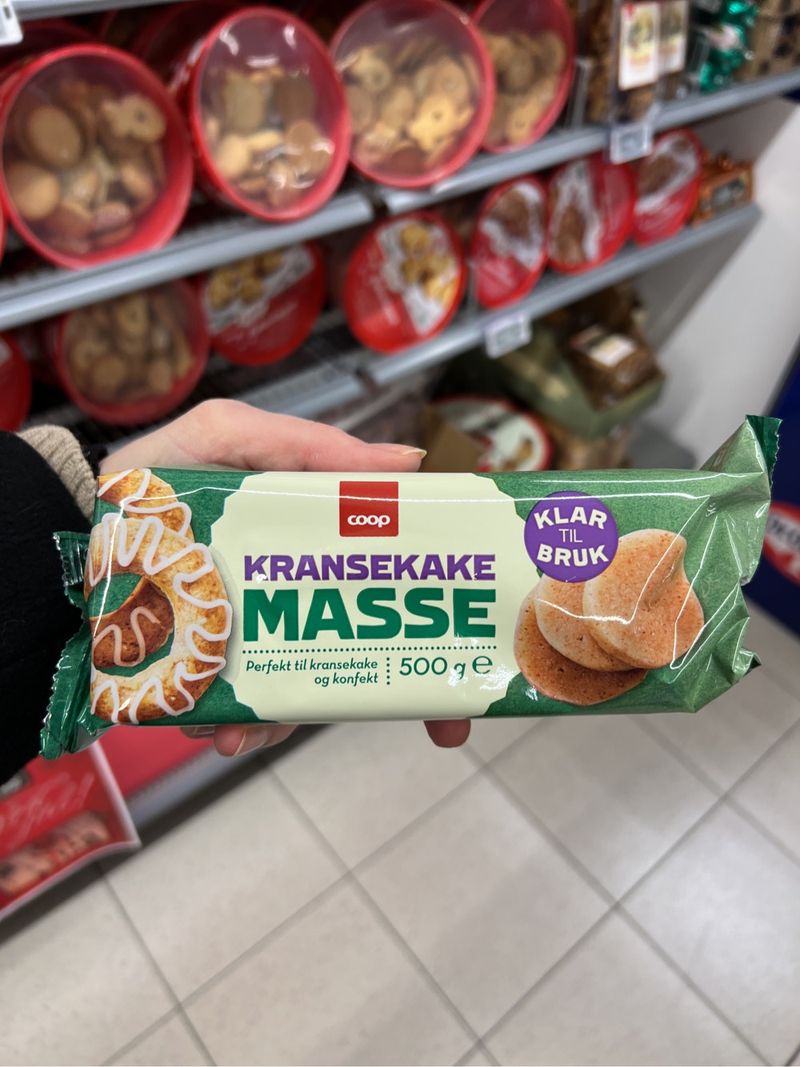 coop
KRANSEKAKE
MASSE
Perfekt til kransekake
og konfekt
500 g e
KLAR
TIL
BRUK